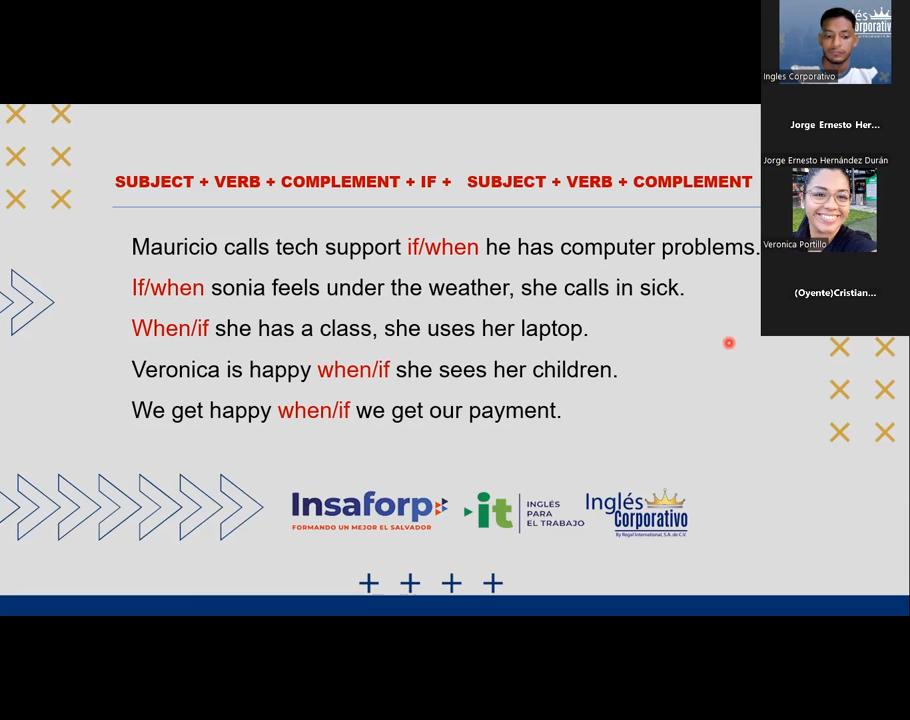 Ingles Corporativo
Jorge Ernesto Her...
Jorge Ernesto Hernández Durán
Veronica Portillo
(Oyente)Cristian...
SUBJECT + VERB + COMPLEMENT + IF + SUBJECT + VERB + COMPLEMENT
Mauricio calls tech support if/when he has computer problems.
If/when sonia feels under the weather, she calls in sick.
When/if she has a class, she uses her laptop.
Veronica is happy when/if she sees her children.
We get happy when/if we get our payment.
Insaforp
FORMANDO UN MEJOR EL SALVADOR
it
INGLÉS
PARA
EL TRABAJO
Inglés
Corporativo
By Regal International, S.A. de C.V.